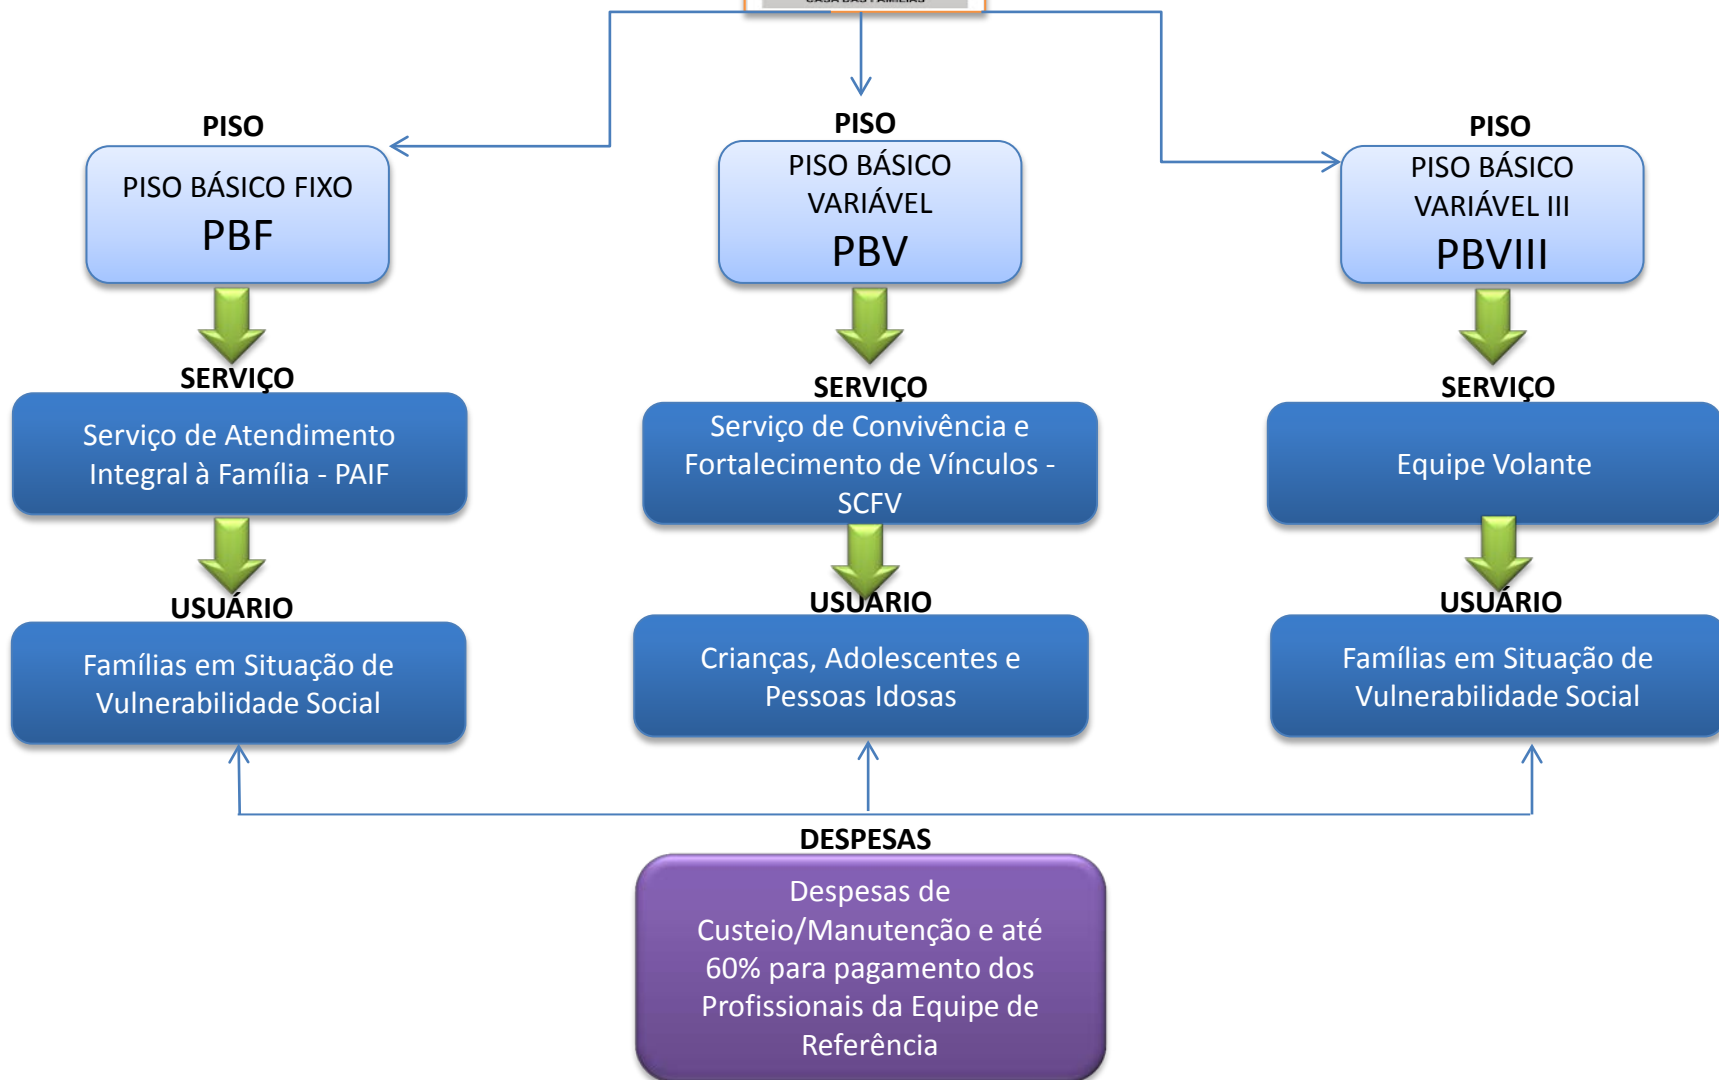 CASA DAS FAMÍLIAS
PISO
PISO BÁSICO FIXO
PBF
SERVIÇO
Serviço de Atendimento
Integral à Família - PAIF
USUÁRIO
Famílias em Situação de
Vulnerabilidade Social
PISO
PISO BÁSICO
VARIÁVEL
PBV
SERVIÇO
Serviço de Convivência e
Fortalecimento de Vínculos -
SCFV
USUÁRIO
Crianças, Adolescentes e
Pessoas Idosas
PISO
PISO BÁSICO
VARIÁVEL III
PBVIII
SERVIÇO
Equipe Volante
USUÁRIO
Famílias em Situação de
Vulnerabilidade Social
DESPESAS
Despesas de
Custeio/Manutenção e até
60% para pagamento dos
Profissionais da Equipe de
Referência